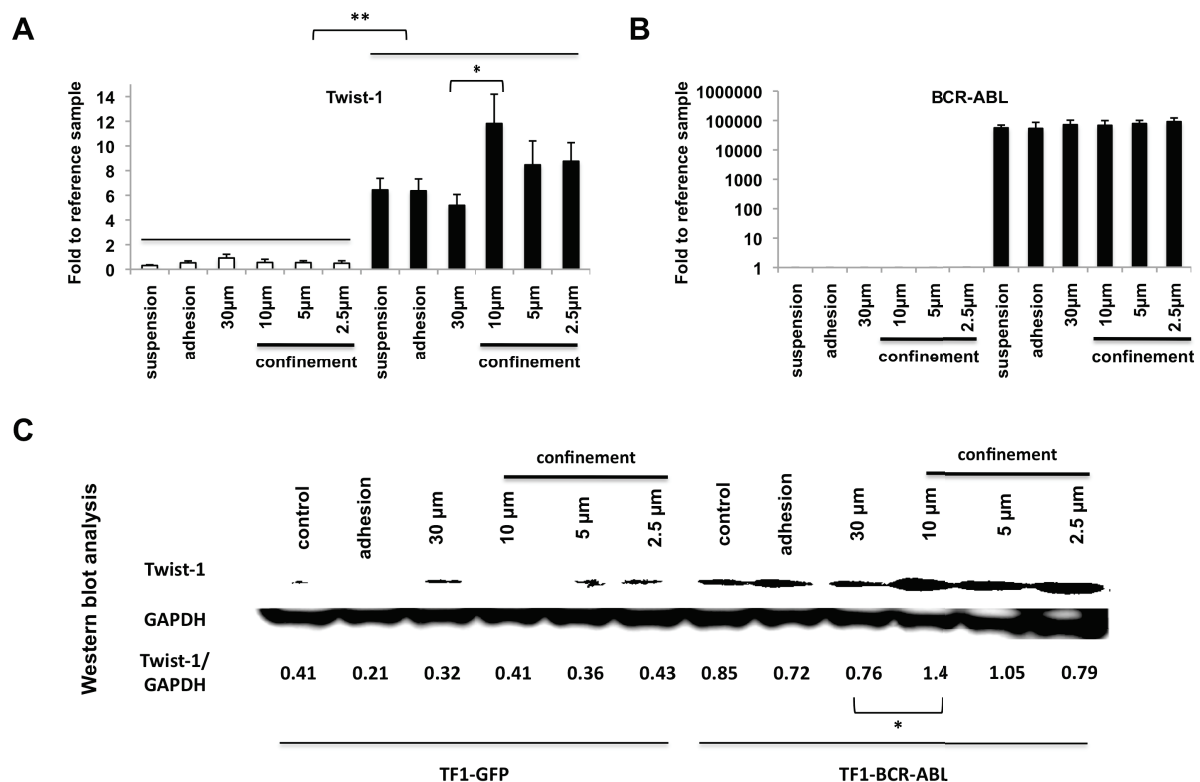 A
**
Twist-1
*
Fold to reference sample
14
12
10
8
6
4
2
0
suspension
adhesion
30µm
10µm
5µm
2.5µm
suspension
adhesion
30µm
10µm
5µm
2.5µm
confinement
confinement
B
BCR-ABL
Fold to reference sample
1000000
100000
10000
1000
100
10
1
suspension
adhesion
30µm
10µm
5µm
2.5µm
suspension
adhesion
30µm
10µm
5µm
2.5µm
confinement
confinement
C
Western blot analysis
confinement
confinement
control
adhesion
30 µm
10 µm
5 µm
2.5 µm
control
adhesion
30 µm
10 µm
5 µm
2.5 µm
Twist-1
GAPDH
Twist-1/
GAPDH
0.41 0.21 0.32 0.41 0.36 0.43 0.85 0.72 0.76 1.4 1.05 0.79
*
TF1-GFP
TF1-BCR-ABL